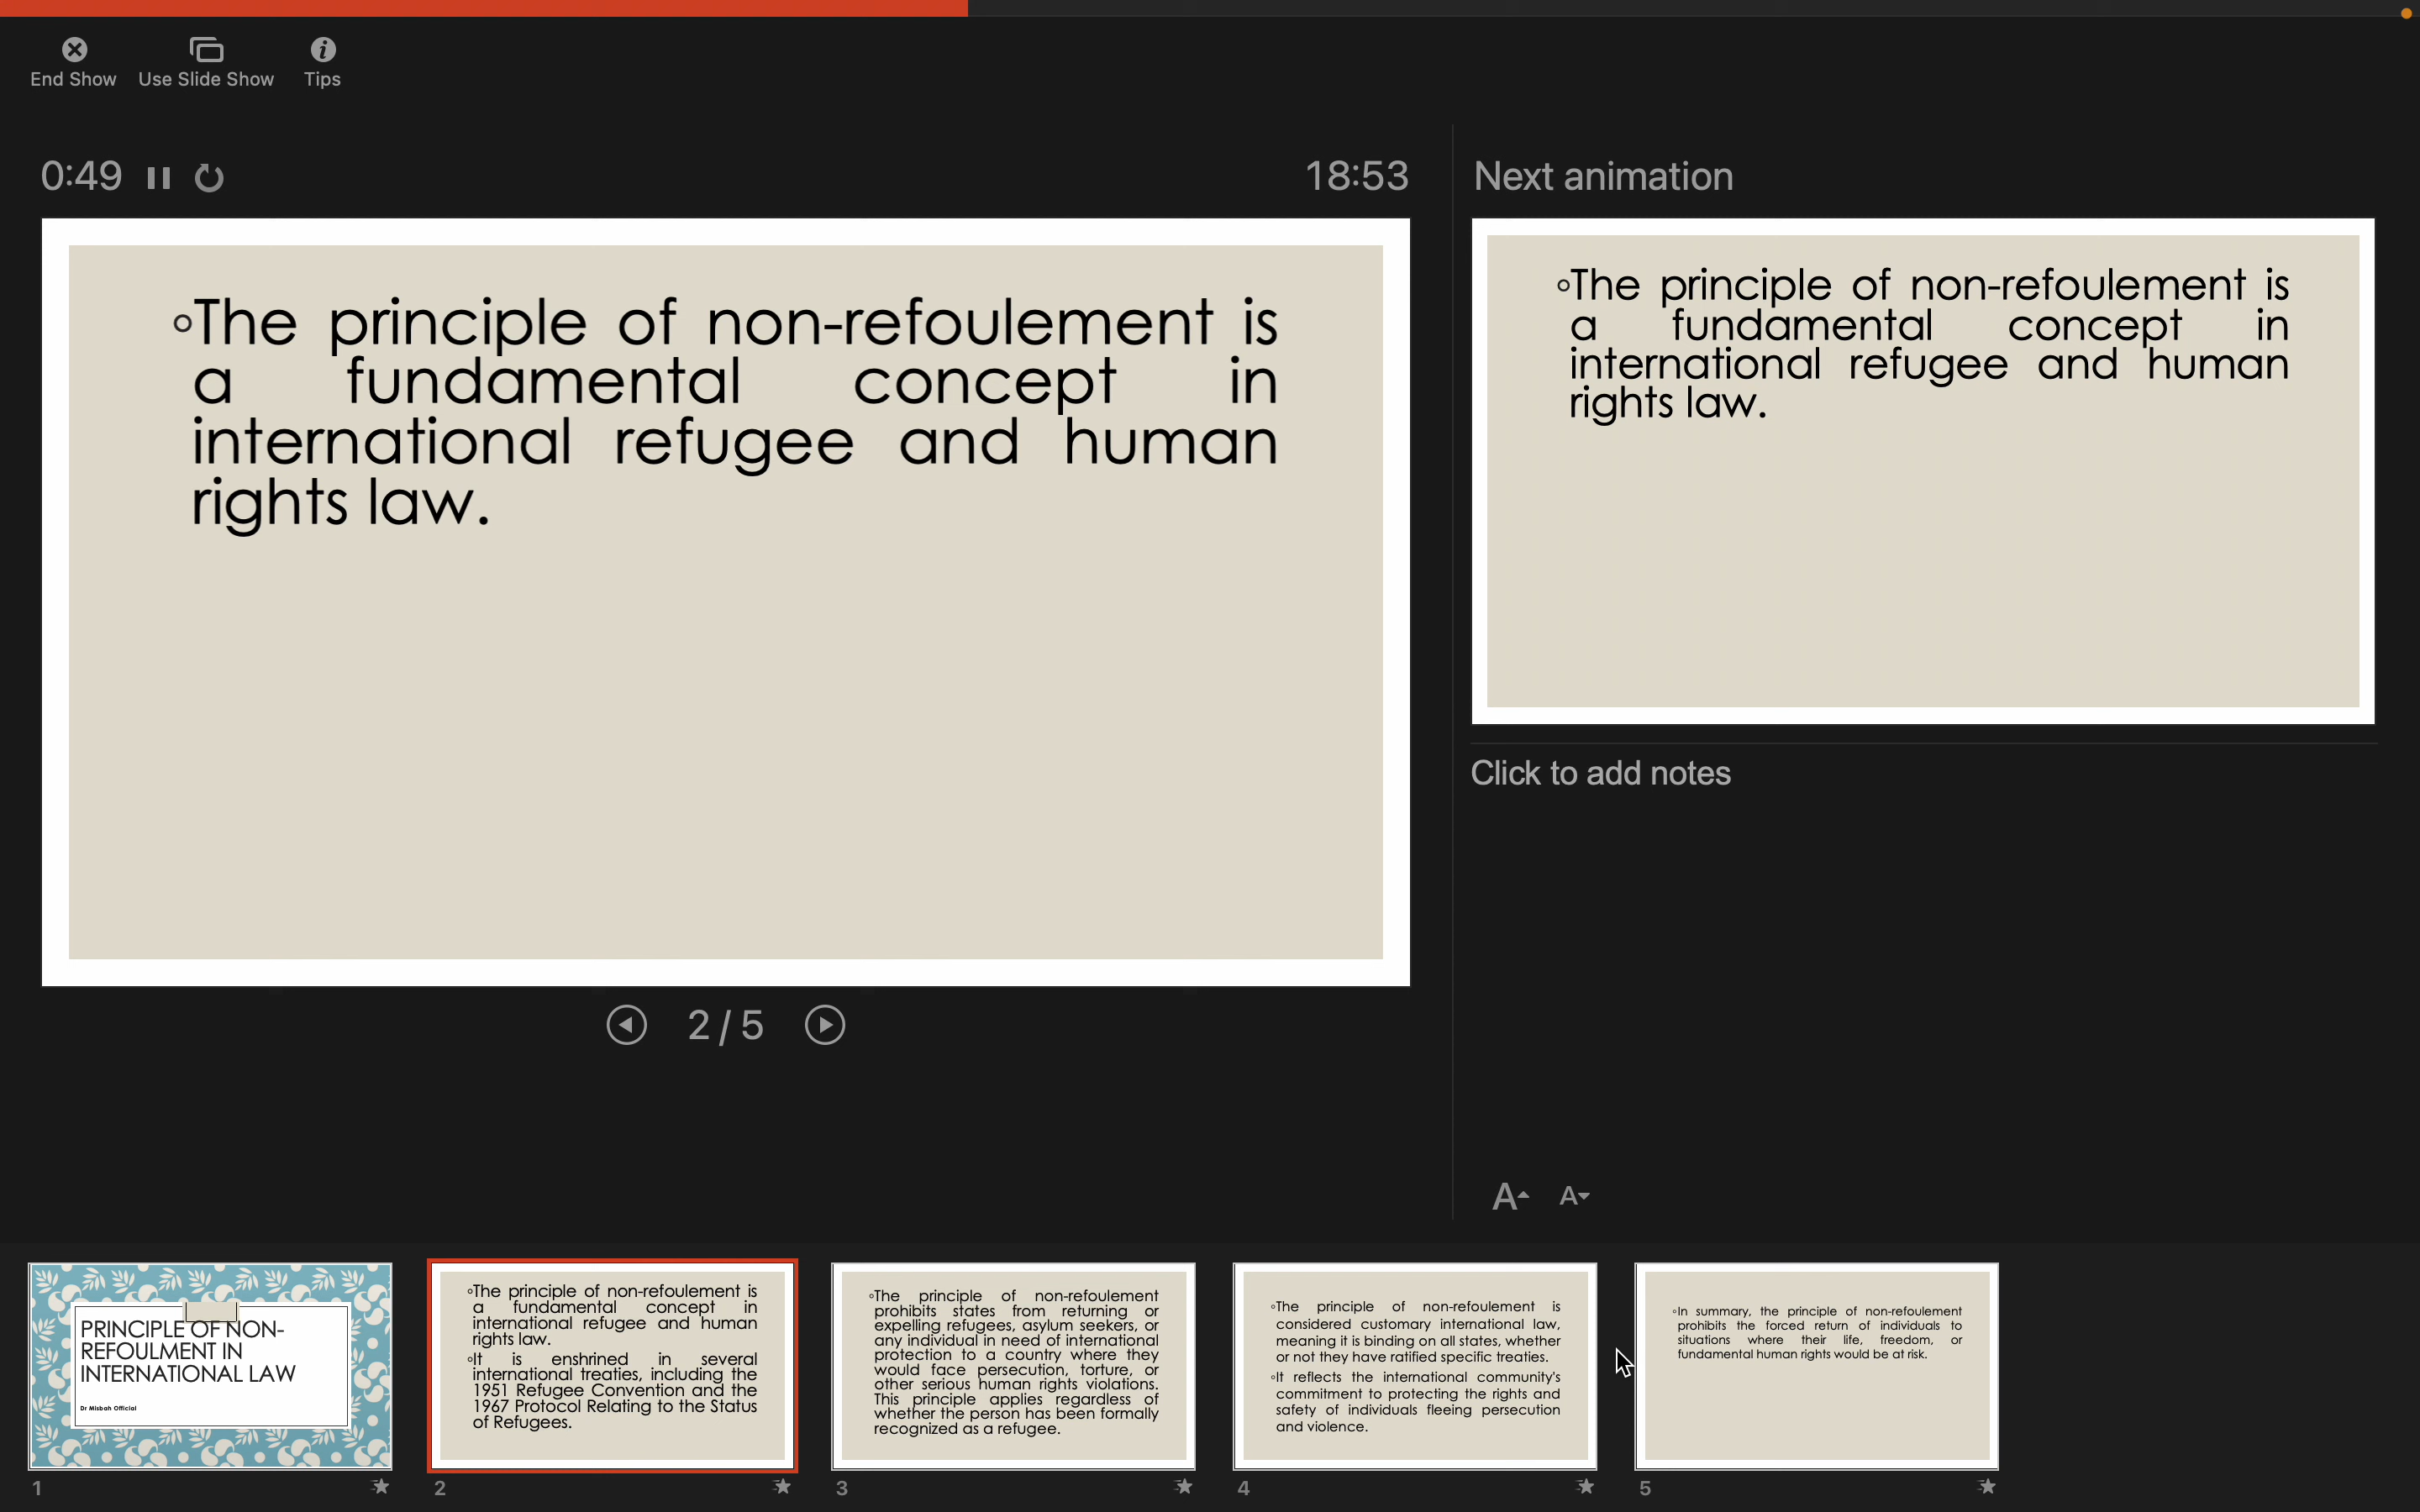 End Show
Use Slide Show
Tips
0:49
18:53
Next animation
◦The principle of non-refoulement is
a fundamental concept in
international refugee and human
rights law.
2 / 5
◦The principle of non-refoulement is
a fundamental concept in
international refugee and human
rights law.
Click to add notes
A A
PRINCIPLE OF NON-
REFOULMENT IN
INTERNATIONAL LAW
Dr Misbah Official
1
◦The principle of non-refoulement is
a fundamental concept in
international refugee and human
rights law.
◦It is enshrined in several
international treaties, including the
1951 Refugee Convention and the
1967 Protocol Relating to the Status
of Refugees.
2
◦The principle of non-refoulement
prohibits states from returning or
expelling refugees, asylum seekers, or
any individual in need of international
protection to a country where they
would face persecution, torture, or
other serious human rights violations.
This principle applies regardless of
whether the person has been formally
recognized as a refugee.
3
◦The principle of non-refoulement is
considered customary international law,
meaning it is binding on all states, whether
or not they have ratified specific treaties.
◦It reflects the international community's
commitment to protecting the rights and
safety of individuals fleeing persecution
and violence.
4
◦In summary, the principle of non-refoulement
prohibits the forced return of individuals to
situations where their life, freedom, or
fundamental human rights would be at risk.
5